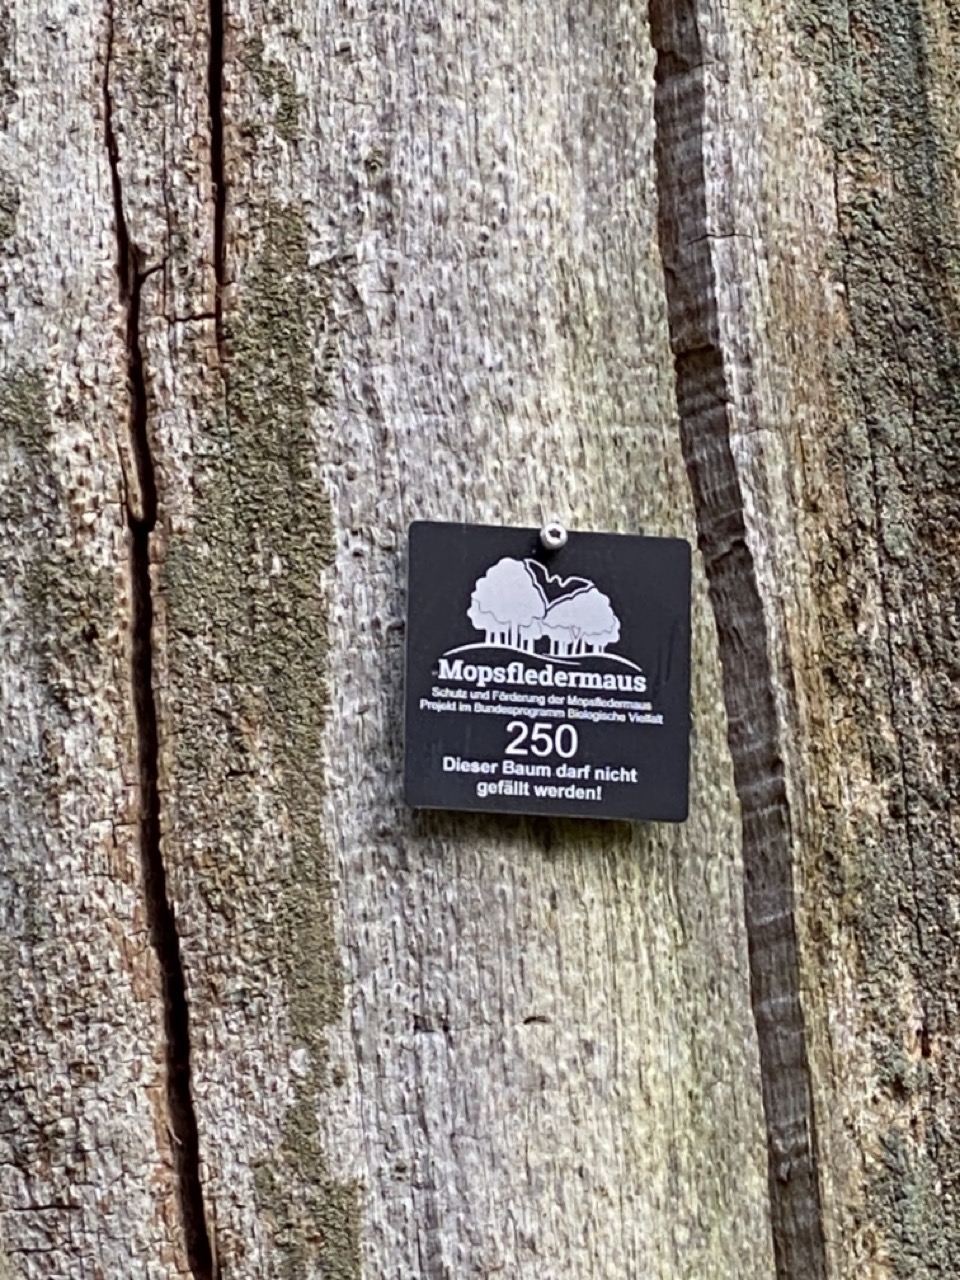 Mopsfledermaus
Schutz und Förderung der Mopsfledermaus
Projekt im Bundesprogramm Biologische Vielfalt
250
Dieser Baum darf nicht
gefällt werden!